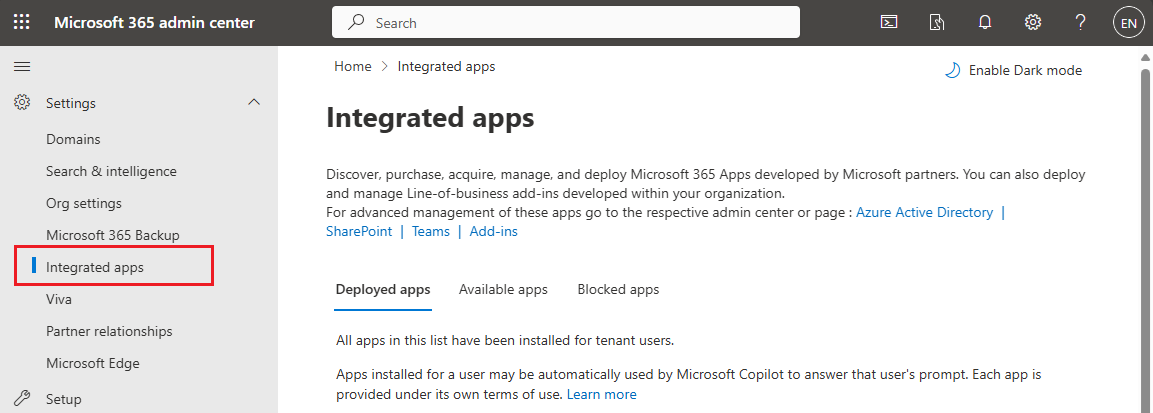 Microsoft 365 admin center
Search
EN
Home > Integrated apps
Enable Dark mode
Settings
Domains
Search & intelligence
Org settings
Microsoft 365 Backup
Integrated apps
Viva
Partner relationships
Microsoft Edge
Setup
Integrated apps
Discover, purchase, acquire, manage, and deploy Microsoft 365 Apps developed by Microsoft partners. You can also deploy
and manage Line-of-business add-ins developed within your organization.
For advanced management of these apps go to the respective admin center or page : Azure Active Directory |
SharePoint | Teams | Add-ins
Deployed apps Available apps Blocked apps
All apps in this list have been installed for tenant users.
Apps installed for a user may be automatically used by Microsoft Copilot to answer that user's prompt. Each app is
provided under its own terms of use. Learn more